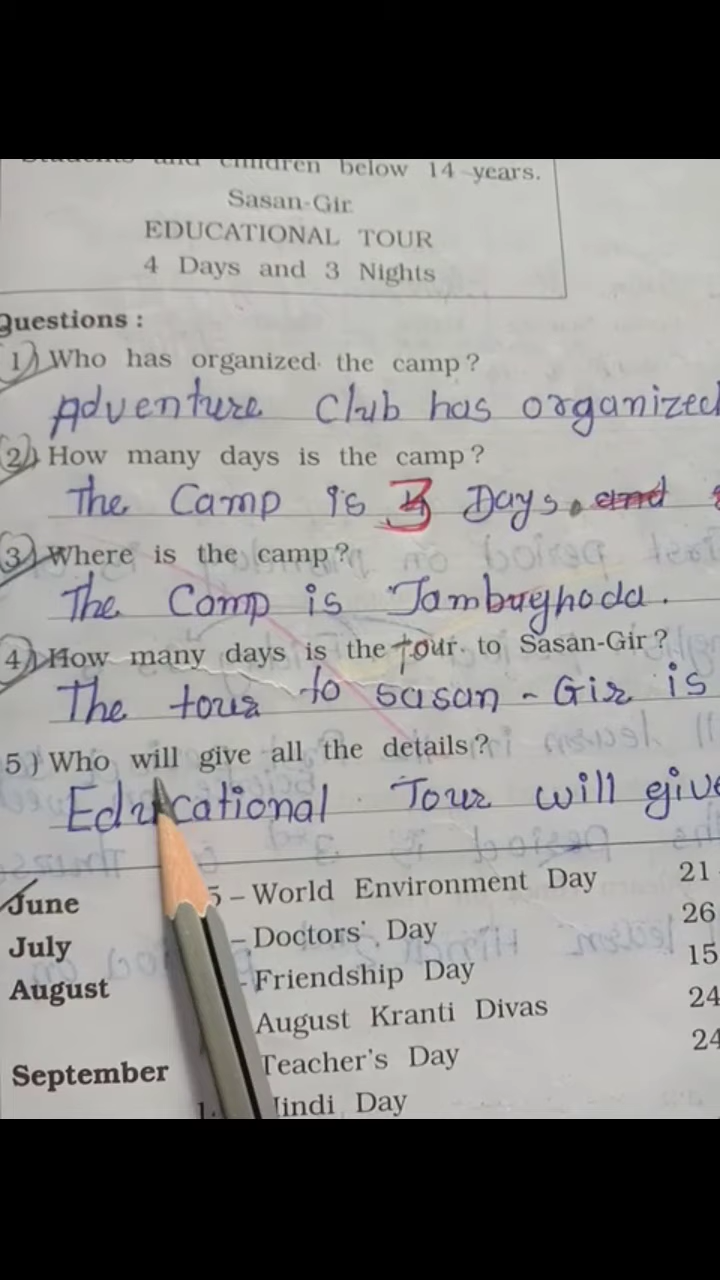 Students and children below 14 years.
Sasan-Gir
EDUCATIONAL TOUR
4 Days and 3 Nights
Questions :
1) Who has organized the camp?
Adventure Club has organized
2) How many days is the camp?
The Camp is 3 Days. and
3) Where is the camp?
The Comp is Jambughoda.
4) How many days is the tour to Sasan-Gir?
The tour to Sasan - Gir is
5) Who will give all the details?
Educational Tour will give
June 5 – World Environment Day 21
July – Doctors' Day 26
August – Friendship Day 15
August Kranti Divas 24
September Teacher's Day 24
Hindi Day